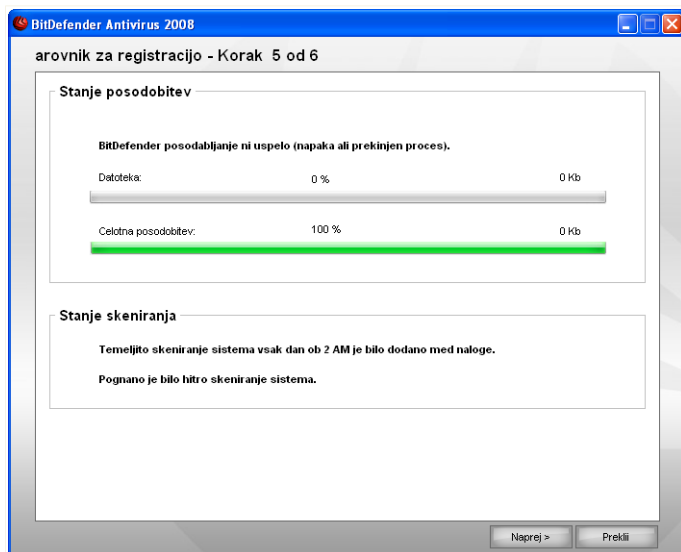 BitDefender Antivirus 2008
arovnik za registracijo - Korak 5 od 6
Stanje posodobitev
BitDefender posodabljanje ni uspelo (napaka ali prekinjen proces).
Datoteka: 0 % 0 Kb
Celotna posodobitev: 100 % 0 Kb
Stanje skeniranja
Temeljito skeniranje sistema vsak dan ob 2 AM je bilo dodano med naloge.
Pognano je bilo hitro skeniranje sistema.
Naprej > Prekli